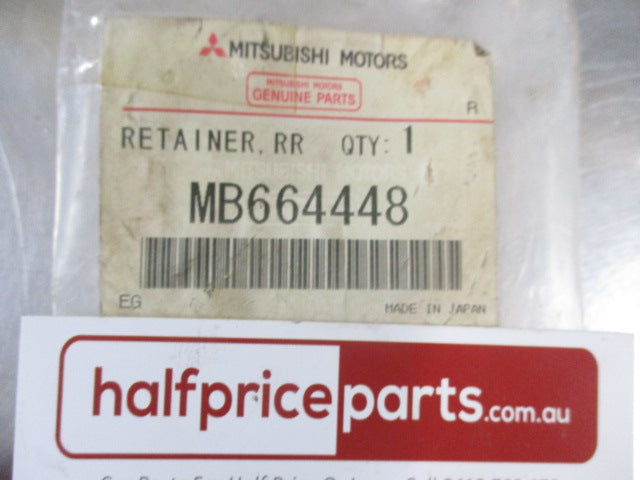 MITSUBISHI MOTORS
MITSUBISHI MOTORS
GENUINE PARTS
R
RETAINER, RR QTY: 1
MB664448
EG MADE IN JAPAN
halfpriceparts.com.au